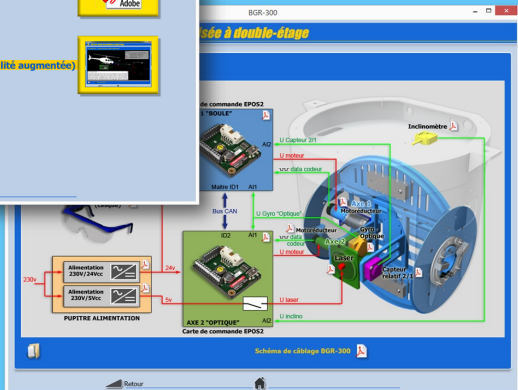 Adobe
BGR-300
isée à double-étage
lité augmentée)
de commande EPOS2
1 "BOULE"
Inclinomètre
U Capteur 2/1
AI2
U moteur
data codeur
Maitre ID1
AI1
Axe 1
Motoréducteur
Bus CAN
U Gyro "Optique"
Gyro
Optique
ID2
AI1
data
codeur
Motoréducteur
Axe 2
U moteur
Laser
Capteur
relatif 2/1
230v
Alimentation
230V/24Vcc
24v
Alimentation
230V/5Vcc
5v
U laser
PUPITRE ALIMENTATION
AXE 2 "OPTIQUE"
AI2
U inclino
Carte de commande EPOS2
Schéma de câblage BGR-300
Retour